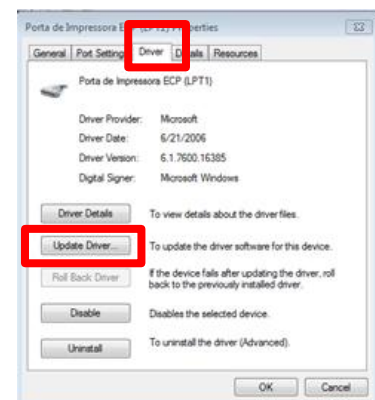 Porta de Impressora ECP (LPT1) Properties
General Port Settings Driver Details Resources
Porta de Impressora ECP (LPT1)
Driver Provider: Microsoft
Driver Date: 6/21/2006
Driver Version: 6.1.7600.16385
Digital Signer: Microsoft Windows
Driver Details To view details about the driver files.
Update Driver... To update the driver software for this device.
Roll Back Driver If the device fails after updating the driver, roll
back to the previously installed driver.
Disable Disables the selected device.
Uninstall To uninstall the driver (Advanced).
OK Cancel